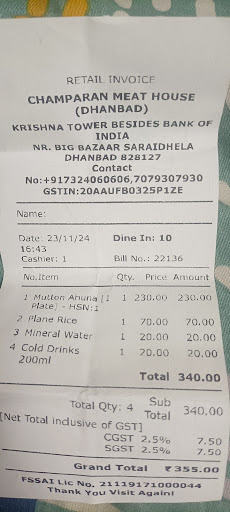 RETAIL INVOICE
CHAMPARAN MEAT HOUSE
(DHANBAD)
KRISHNA TOWER BESIDES BANK OF
INDIA
NR. BIG BAZAAR SARAIDHELA
DHANBAD 828127
Contact
No:+917324060606,7079307930
GSTIN:20AAUFB0325P1ZE
Name:
Date: 23/11/24 Dine In: 10
16:43
Cashier: 1 Bill No.: 22136
No.Item Qty. Price Amount
1 Mutton Ahuna [1 1 230.00 230.00
Plate) - HSN:1
2 Plane Rice 1 70.00 70.00
3 Mineral Water 1 20.00 20.00
4 Cold Drinks 1 20.00 20.00
200ml
Total 340.00
Total Qty: 4 Sub Total 340.00
[Net Total inclusive of GST]
CGST 2.5% 7.50
SGST 2.5% 7.50
Grand Total ₹355.00
FSSAI Lic No. 21119171000044
Thank You Visit Again!